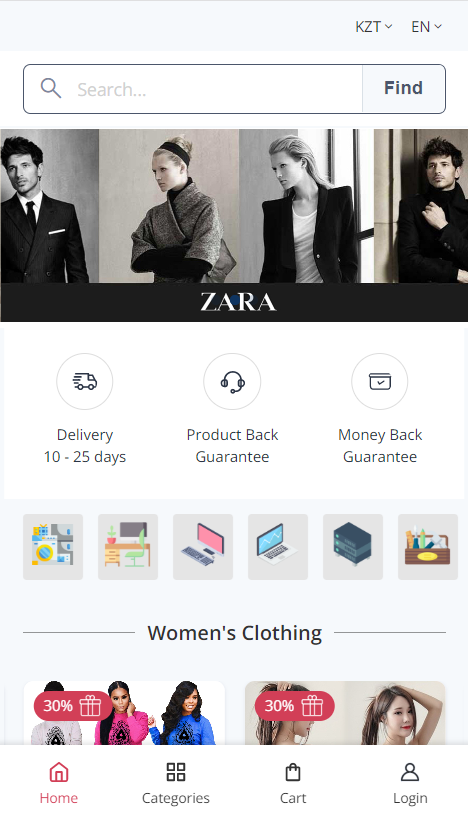 KZT EN
Search...
Find
ZARA
Delivery
10 - 25 days
Product Back
Guarantee
Money Back
Guarantee
Women's Clothing
30%
30%
Home
Categories
Cart
Login